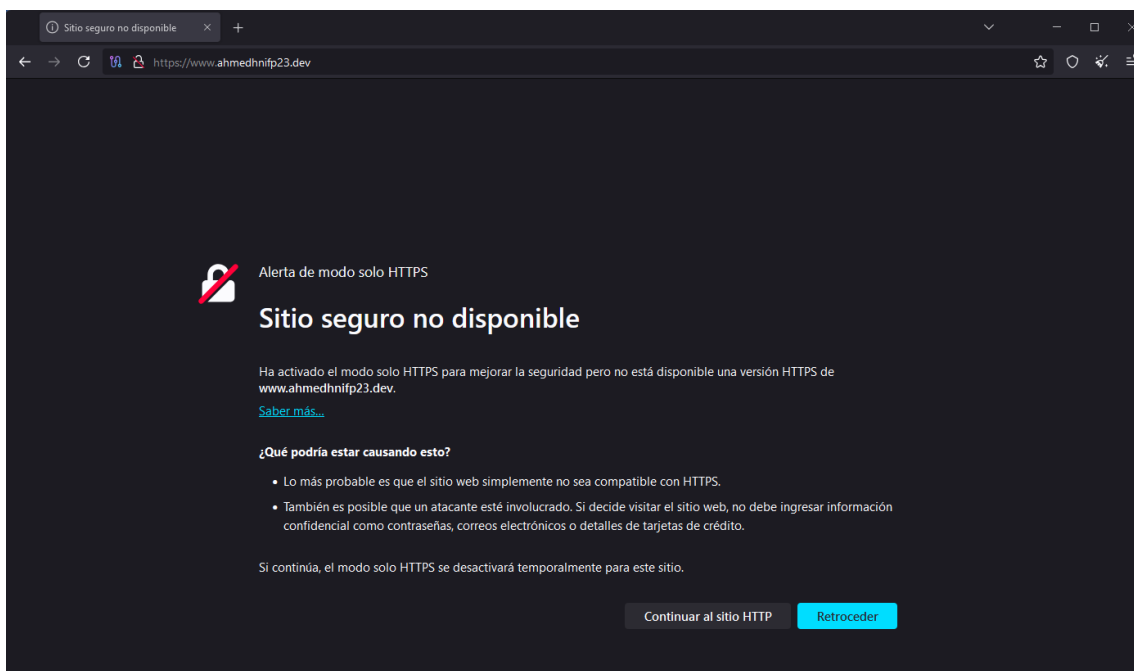 Sitio seguro no disponible
https://www.ahmedhnifp23.dev
Alerta de modo solo HTTPS
Sitio seguro no disponible
Ha activado el modo solo HTTPS para mejorar la seguridad pero no está disponible una versión HTTPS de
www.ahmedhnifp23.dev.
Saber más...
¿Qué podría estar causando esto?
• Lo más probable es que el sitio web simplemente no sea compatible con HTTPS.
• También es posible que un atacante esté involucrado. Si decide visitar el sitio web, no debe ingresar información
confidencial como contraseñas, correos electrónicos o detalles de tarjetas de crédito.
Si continúa, el modo solo HTTPS se desactivará temporalmente para este sitio.
Continuar al sitio HTTP Retroceder